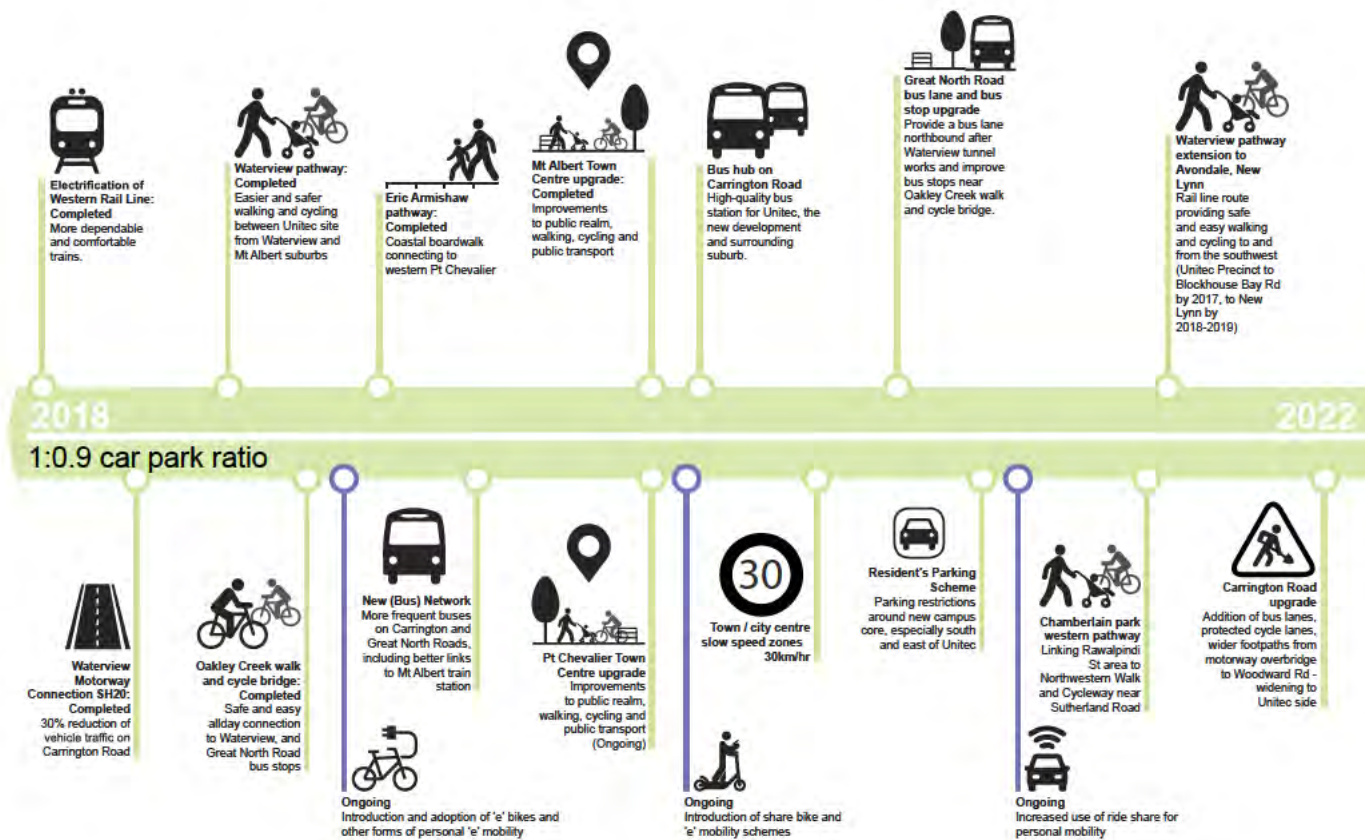 Electrification of
Western Rail Line:
Completed
More dependable
and comfortable
trains.
Waterview pathway:
Completed
Easier and safer
walking and cycling
between Unitec site
from Waterview and
Mt Albert suburbs
Eric Armishaw
pathway:
Completed
Coastal boardwalk
connecting to
western Pt Chevalier
Mt Albert Town
Centre upgrade:
Completed
Improvements
to public realm,
walking, cycling and
public transport
Bus hub on
Carrington Road
High-quality bus
station for Unitec, the
new development
and surrounding
suburb.
Great North Road
bus lane and bus
stop upgrade
Provide a bus lane
northbound after
Waterview tunnel
works and improve
bus stops near
Oakley Creek walk
and cycle bridge.
Waterview pathway
extension to
Avondale, New
Lynn
Rail line route
providing safe
and easy walking
and cycling to and
from the southwest
(Unitec Precinct to
Blockhouse Bay Rd
by 2017, to New
Lynn by
2018-2019)
2018
2022
1:0.9 car park ratio
Waterview
Motorway
Connection SH20:
Completed
30% reduction of
vehicle traffic on
Carrington Road
Oakley Creek walk
and cycle bridge:
Completed
Safe and easy
allday connection
to Waterview, and
Great North Road
bus stops
Ongoing
Introduction and adoption of 'e' bikes and
other forms of personal 'e' mobility
New (Bus) Network
More frequent buses
on Carrington and
Great North Roads,
including better links
to Mt Albert train
station
Pt Chevalier Town
Centre upgrade
Improvements
to public realm,
walking, cycling and
public transport
(Ongoing)
Ongoing
Introduction of share bike and
'e' mobility schemes
30
Town / city centre
slow speed zones
30km/hr
Resident's Parking
Scheme
Parking restrictions
around new campus
core, especially south
and east of Unitec
Ongoing
Increased use of ride share for
personal mobility
Chamberlain park
western pathway
Linking Rawalpindi
St area to
Northwestern Walk
and Cycleway near
Sutherland Road
Carrington Road
upgrade
Addition of bus lanes,
protected cycle lanes,
wider footpaths from
motorway overbridge
to Woodward Rd -
widening to
Unitec side